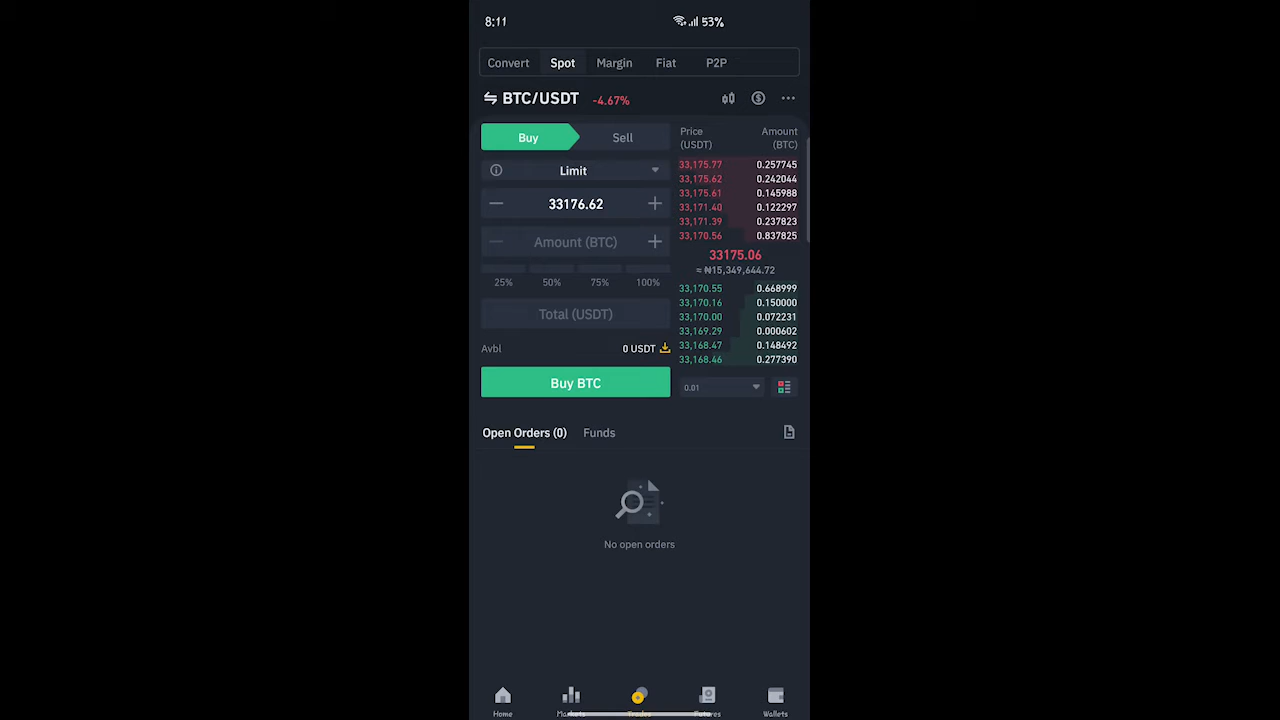 8:11 53%
Convert Spot Margin Fiat P2P
BTC/USDT -4.67%
Buy Sell
Limit
33176.62
Amount (BTC)
25% 50% 75% 100%
Total (USDT)
Avbl 0 USDT
Buy BTC
Price (USDT) Amount (BTC)
33,175.77 0.257745
33,175.62 0.242044
33,175.61 0.145988
33,171.40 0.122297
33,171.39 0.237823
33,170.56 0.837825
33175.06
≈ ₦15,349,644.72
33,170.55 0.668999
33,170.16 0.150000
33,170.00 0.072231
33,169.29 0.000602
33,168.47 0.148492
33,168.46 0.277390
0.01
Open Orders (0) Funds
No open orders
Home Markets Trades Futures Wallets